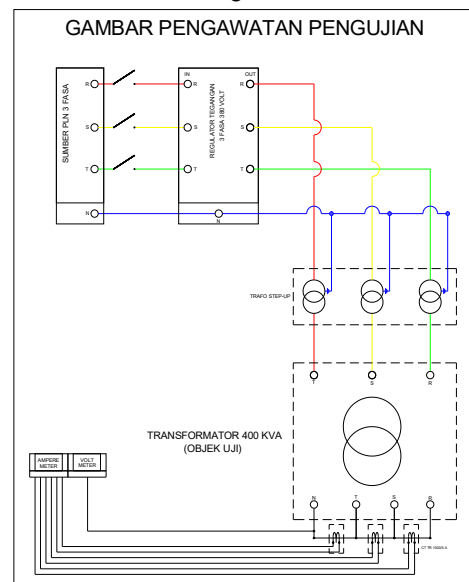 GAMBAR PENGAWATAN PENGUJIAN
SUMBER PLN 3 FASA
R
S
T
N
IN
OUT
REGULATOR TEGANGAN
3 FASA 380 VOLT
R
S
T
R
S
T
N
TRAFO STEP-UP
T
S
R
TRANSFORMATOR 400 KVA
(OBJEK UJI)
AMPERE
METER
VOLT
METER
N
T
S
R